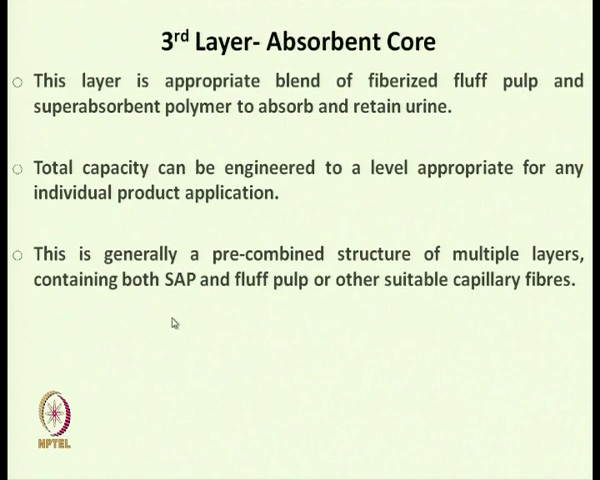 3rd Layer- Absorbent Core
This layer is appropriate blend of fiberized fluff pulp and
superabsorbent polymer to absorb and retain urine.
Total capacity can be engineered to a level appropriate for any
individual product application.
This is generally a pre-combined structure of multiple layers,
containing both SAP and fluff pulp or other suitable capillary fibres.
NPTEL